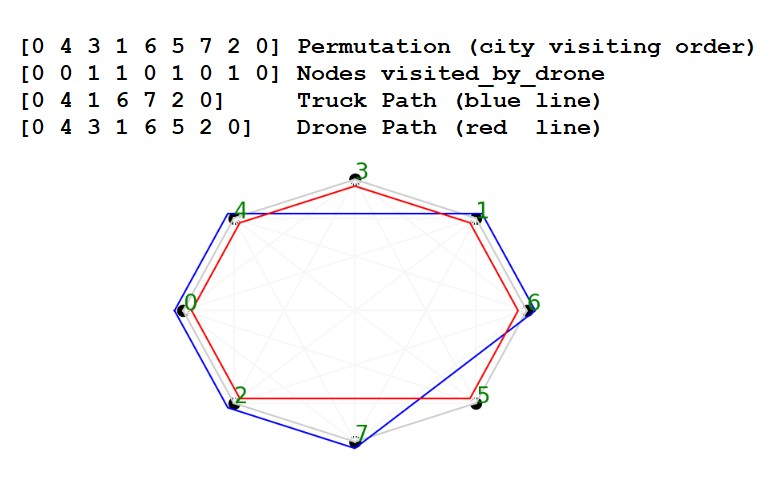 [0 4 3 1 6 5 7 2 0] Permutation (city visiting order)
[0 0 1 1 0 1 0 1 0] Nodes visited_by_drone
[0 4 1 6 7 2 0] Truck Path (blue line)
[0 4 3 1 6 5 2 0] Drone Path (red line)
3
4 1
0 6
2 5
7